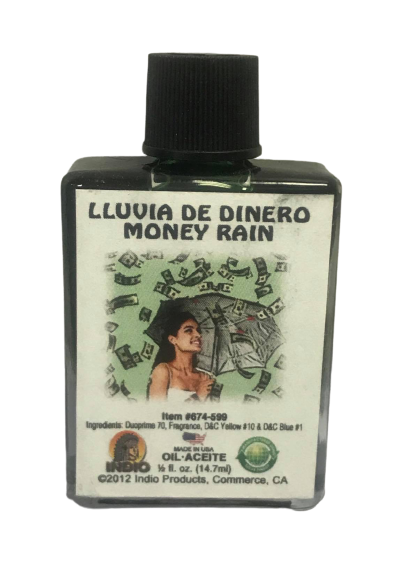 LLUVIA DE DINERO
MONEY RAIN
Item #674-599
Ingredients: Duoprime 70, Fragrance, D&C Yellow #10 & D&C Blue #1
INDIO
MADE IN USA
OIL-ACEITE
½ fl. oz. (14.7ml)
©2012 Indio Products, Commerce, CA